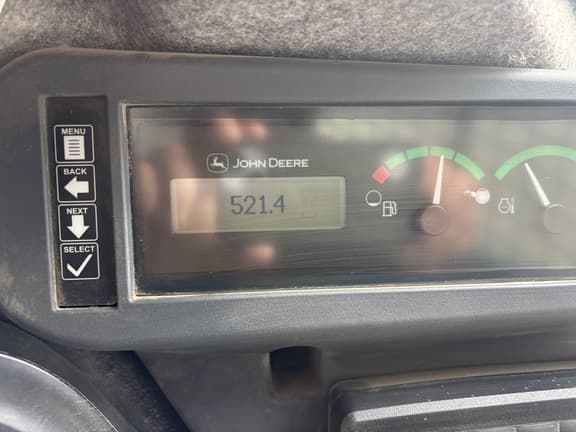 MENU
BACK
NEXT
SELECT
JOHN DEERE
521.4